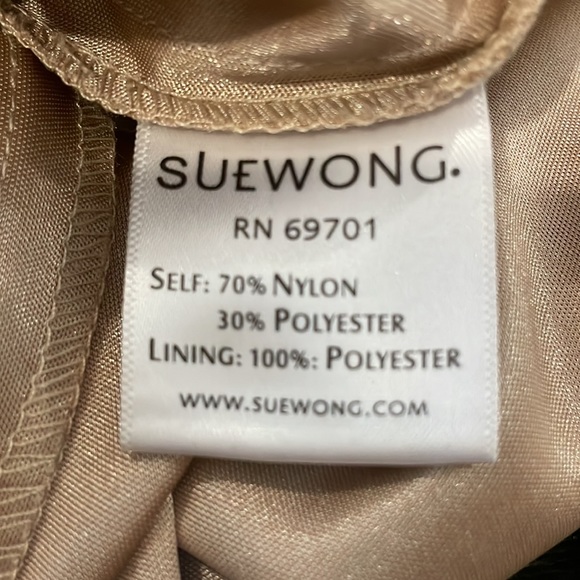 SUEWONG.
RN 69701
SELF: 70% NYLON
30% POLYESTER
LINING: 100%: POLYESTER
WWW.SUEWONG.COM